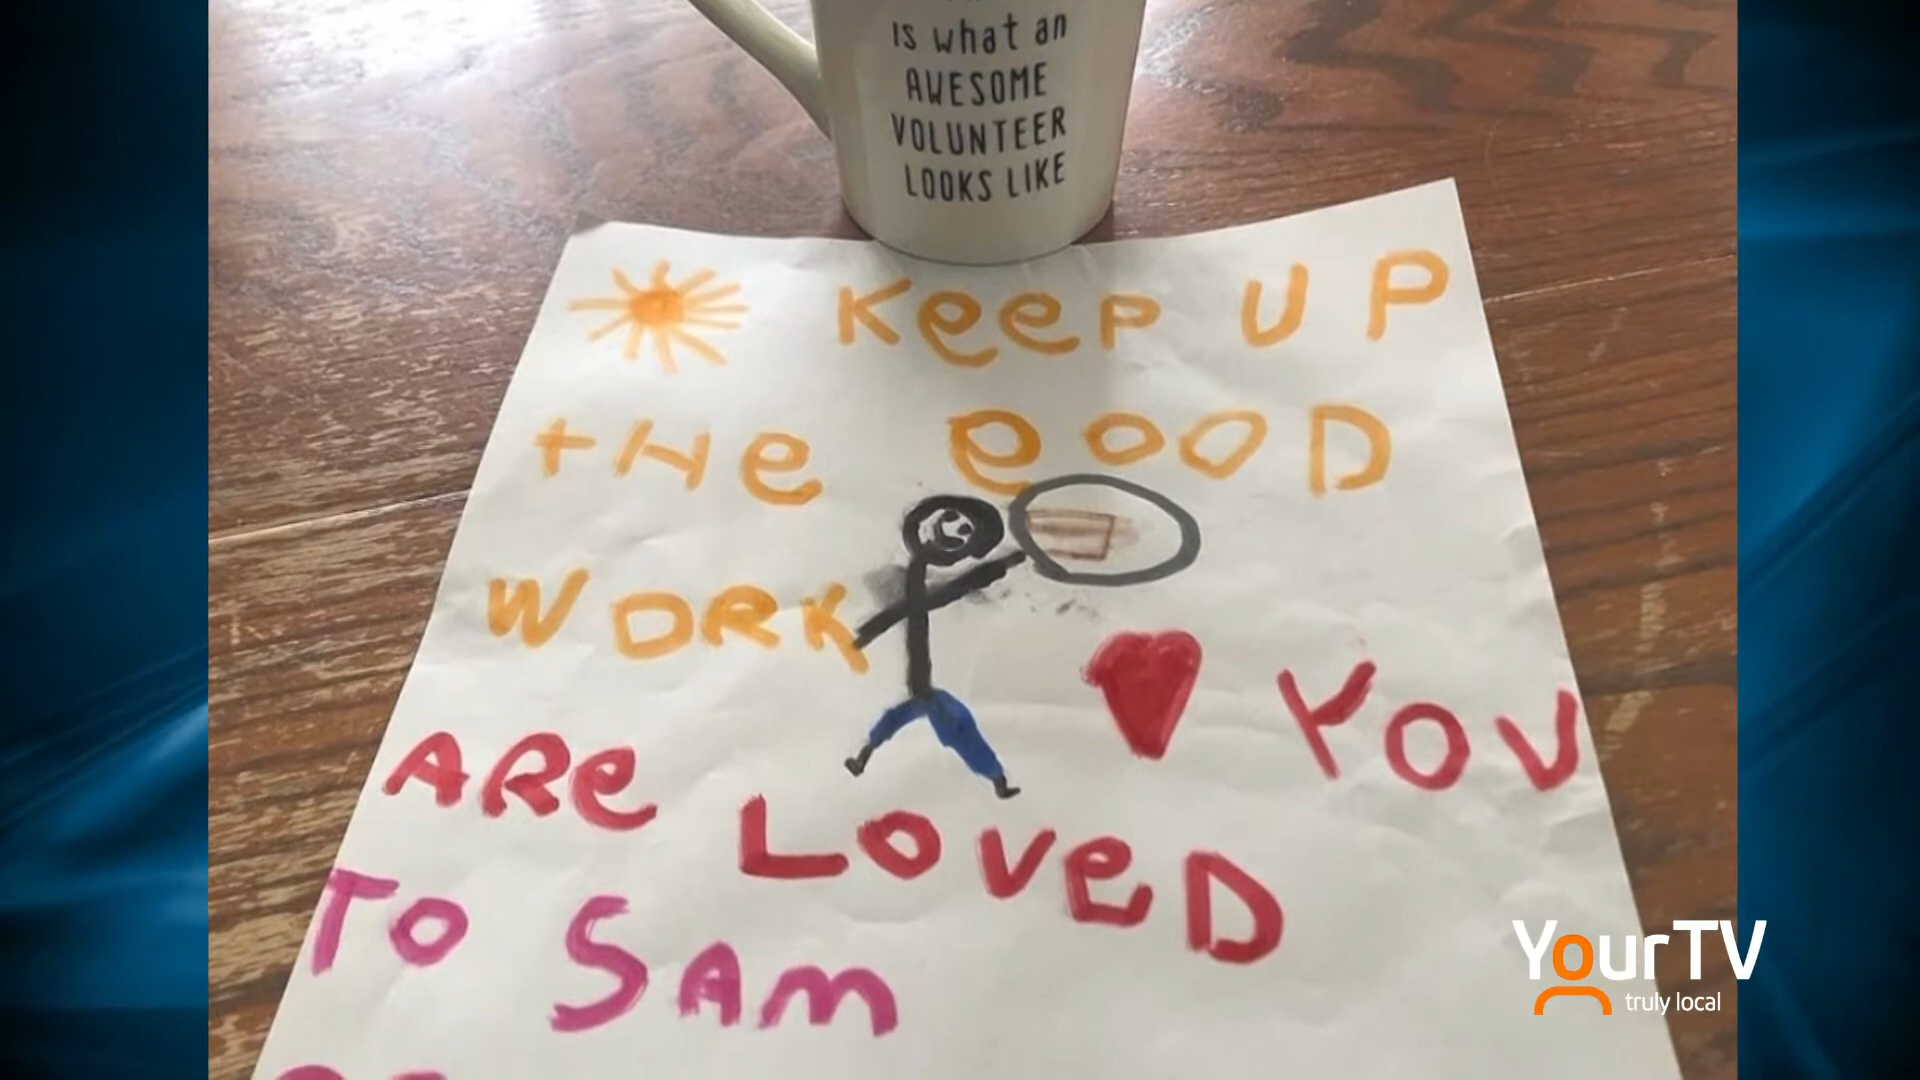 is what an
AWESOME
VOLUNTEER
LOOKS LIKE
KeeP UP
tHe eOOD
WORK
YOU
ARe LOVeD
TO SAM
YourTV
truly local